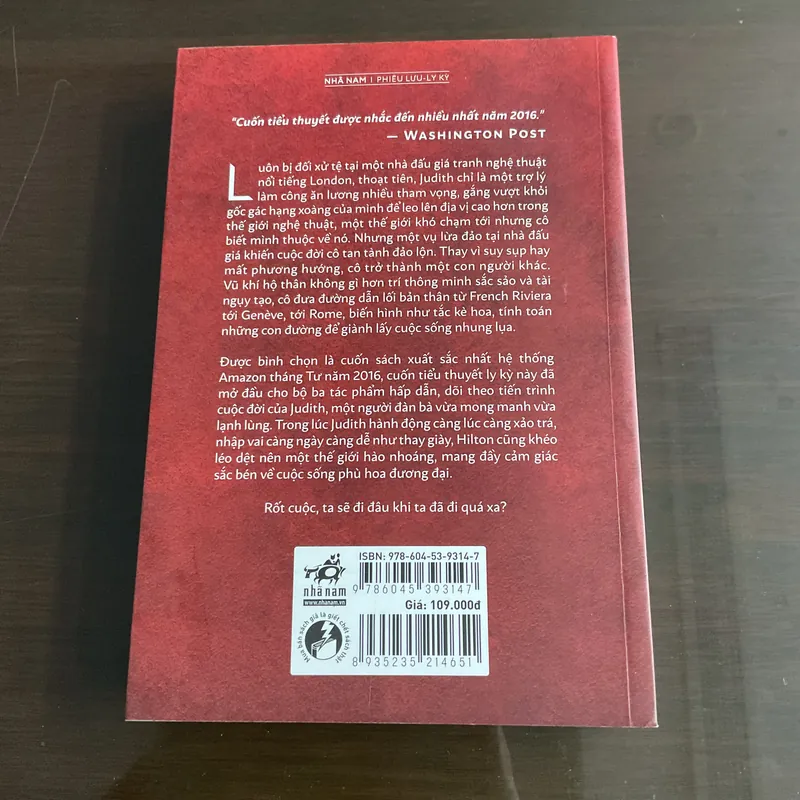 NHÃ NAM | PHIÊU LƯU-LY KỲ
"Cuốn tiểu thuyết được nhắc đến nhiều nhất năm 2016."
— WASHINGTON POST
Luôn bị đối xử tệ tại một nhà đấu giá tranh nghệ thuật
nổi tiếng London, thoạt tiên, Judith chỉ là một trợ lý
làm công ăn lương nhiều tham vọng, gắng vượt khỏi
gốc gác hạng xoàng của mình để leo lên địa vị cao hơn trong
thế giới nghệ thuật, một thế giới khó chạm tới nhưng cô
biết mình thuộc về nó. Nhưng một vụ lừa đảo tại nhà đấu
giá khiến cuộc đời cô tan tành đảo lộn. Thay vì suy sụp hay
mất phương hướng, cô trở thành một con người khác.
Vũ khí hộ thân không gì hơn trí thông minh sắc sảo và tài
ngụy tạo, cô đưa đường dẫn lối bản thân từ French Riviera
tới Genève, tới Rome, biến hình như tắc kè hoa, tính toán
những con đường để giành lấy cuộc sống nhung lụa.
Được bình chọn là cuốn sách xuất sắc nhất hệ thống
Amazon tháng Tư năm 2016, cuốn tiểu thuyết ly kỳ này đã
mở đầu cho bộ ba tác phẩm hấp dẫn, dõi theo tiến trình
cuộc đời của Judith, một người đàn bà vừa mong manh vừa
lạnh lùng. Trong lúc Judith hành động càng lúc càng xảo trá,
nhập vai càng ngày càng dễ như thay giày, Hilton cũng khéo
léo dệt nên một thế giới hào nhoáng, mang đầy cảm giác
sắc bén về cuộc sống phù hoa đương đại.
Rốt cuộc, ta sẽ đi đâu khi ta đã đi quá xa?
ISBN: 978-604-53-9314-7
nhã nam
www.nhanam.vn
9 786045 393147
Giá: 109.000đ
Mua bán sách giả là giết chết sách thật
8 935235 214651